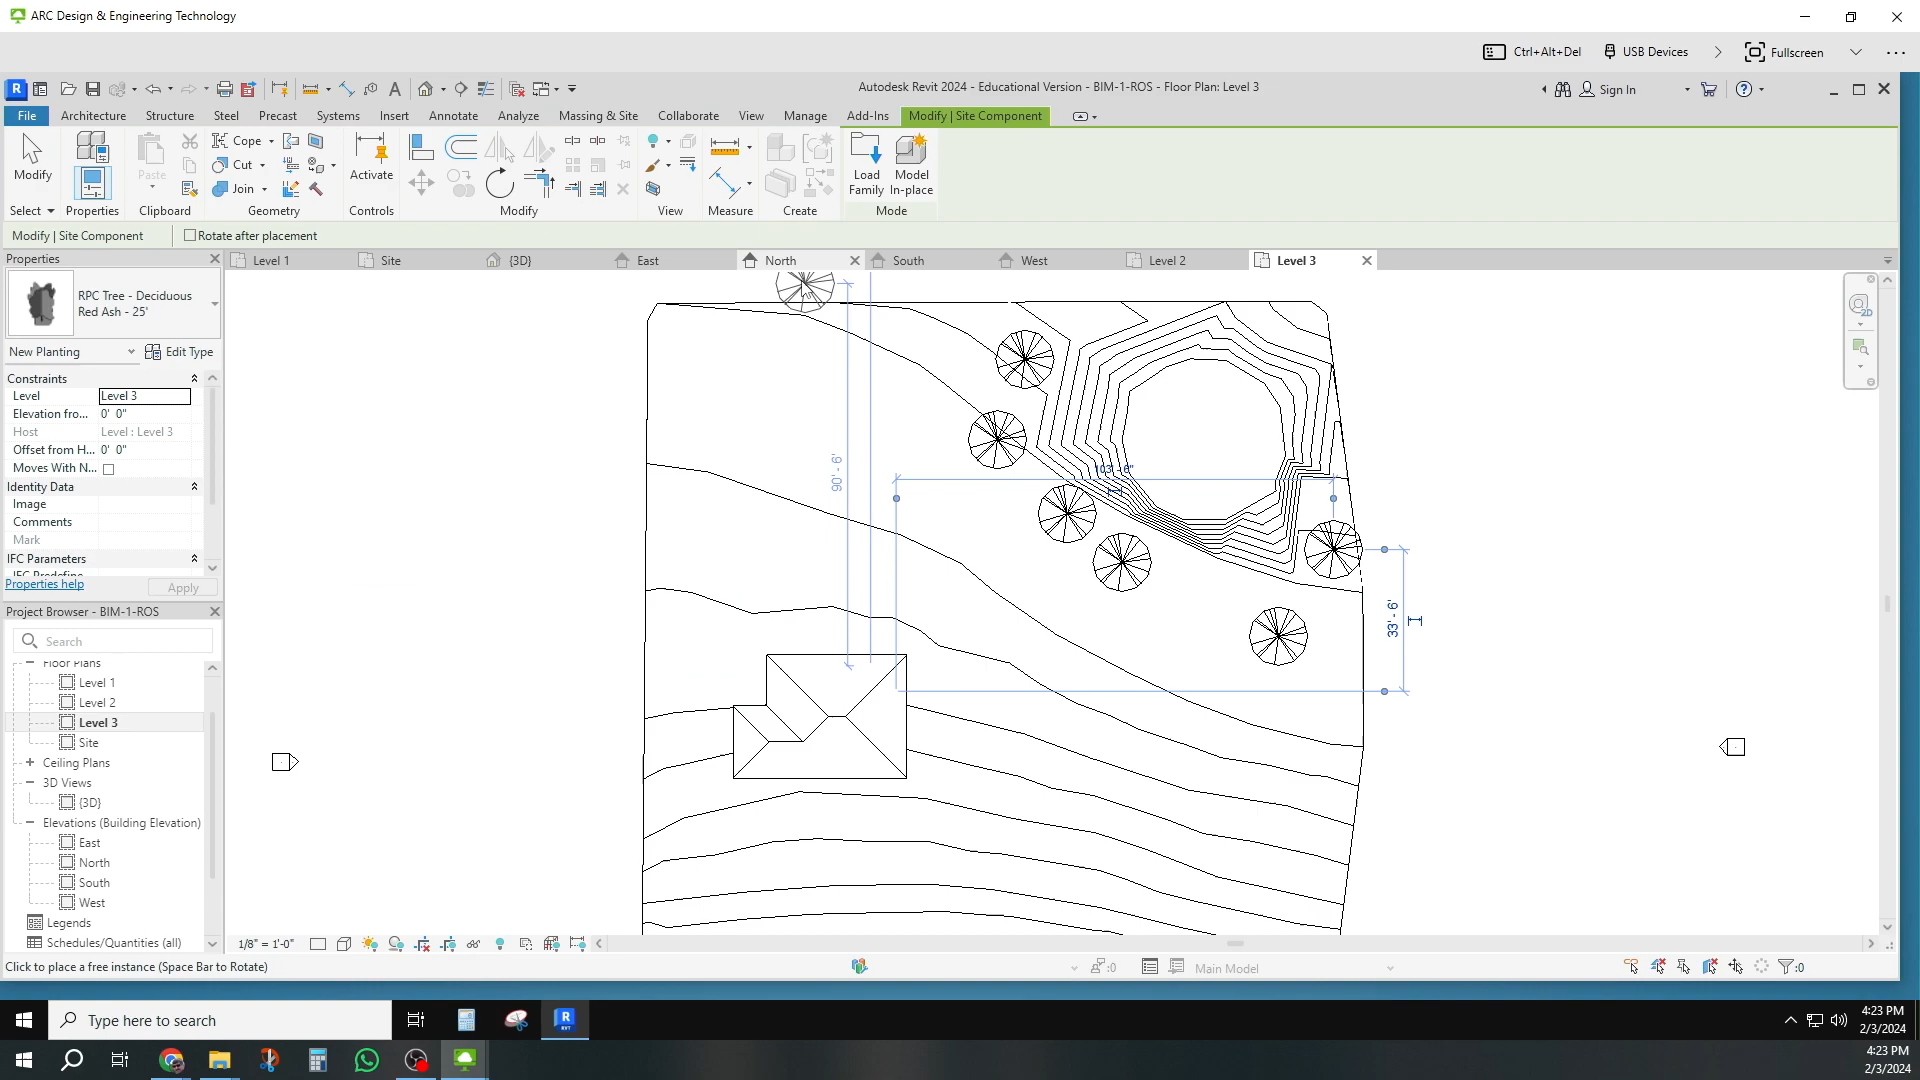 ARC Design & Engineering Technology
Ctrl+Alt+Del
USB Devices
Fullscreen
Autodesk Revit 2024 - Educational Version - BIM-1-ROS - Floor Plan: Level 3
Sign In
File Architecture Structure Steel Precast Systems Insert Annotate Analyze Massing & Site Collaborate View Manage Add-Ins Modify | Site Component
Cope
Cut
Join
Modify
Paste
Activate
Load Family
Model In-place
Select Properties Clipboard Geometry Controls Modify View Measure Create Mode
Modify | Site Component
Rotate after placement
Properties
Level 1 Site {3D} East North South West Level 2 Level 3
RPC Tree - Deciduous
Red Ash - 25'
New Planting
Edit Type
Constraints
Level Level 3
Elevation fro... 0' 0"
Host Level : Level 3
Offset from H... 0' 0"
Moves With N...
Identity Data
Image
Comments
Mark
IFC Parameters
Properties help
Apply
Project Browser - BIM-1-ROS
Search
Floor Plans
Level 1
Level 2
Level 3
Site
Ceiling Plans
3D Views
{3D}
Elevations (Building Elevation)
East
North
South
West
Legends
Schedules/Quantities (all)
90' - 6'
103' - 6"
33' - 6'
1/8" = 1'-0"
Click to place a free instance (Space Bar to Rotate)
:0
Main Model
:0
Type here to search
4:23 PM
2/3/2024
4:23 PM
2/3/2024